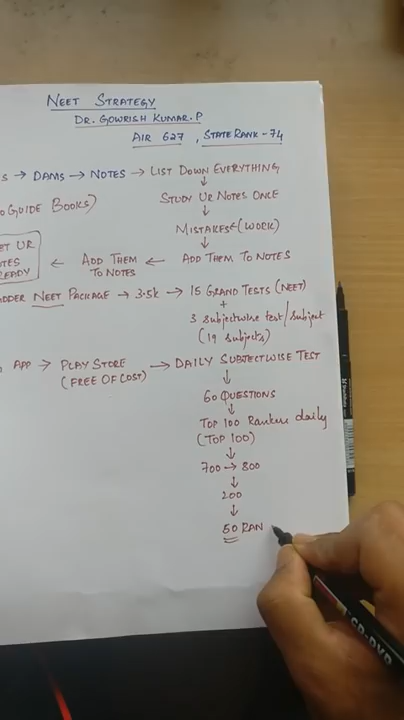 NEET STRATEGY
DR. GOWRISH KUMAR. P
AIR 627, STATE RANK - 74
S → DAMS → NOTES → LIST DOWN EVERYTHING
↓
O GUIDE BOOKS) STUDY UR NOTES ONCE
↓
MISTAKES ← (WORK)
↓
ET UR ← ADD THEM ← ADD THEM TO NOTES
TES TO NOTES
READY
DDER NEET PACKAGE → 3.5k → 15 GRAND TESTS (NEET)
+
3 subjectwise test/subject
(19 subjects)
APP → PLAY STORE → DAILY SUBJECTWISE TEST
(FREE OF COST)
↓
60 QUESTIONS
↓
TOP 100 Rankers daily
(TOP 100)
↓
700 → 800
↓
200
↓
50 RAN